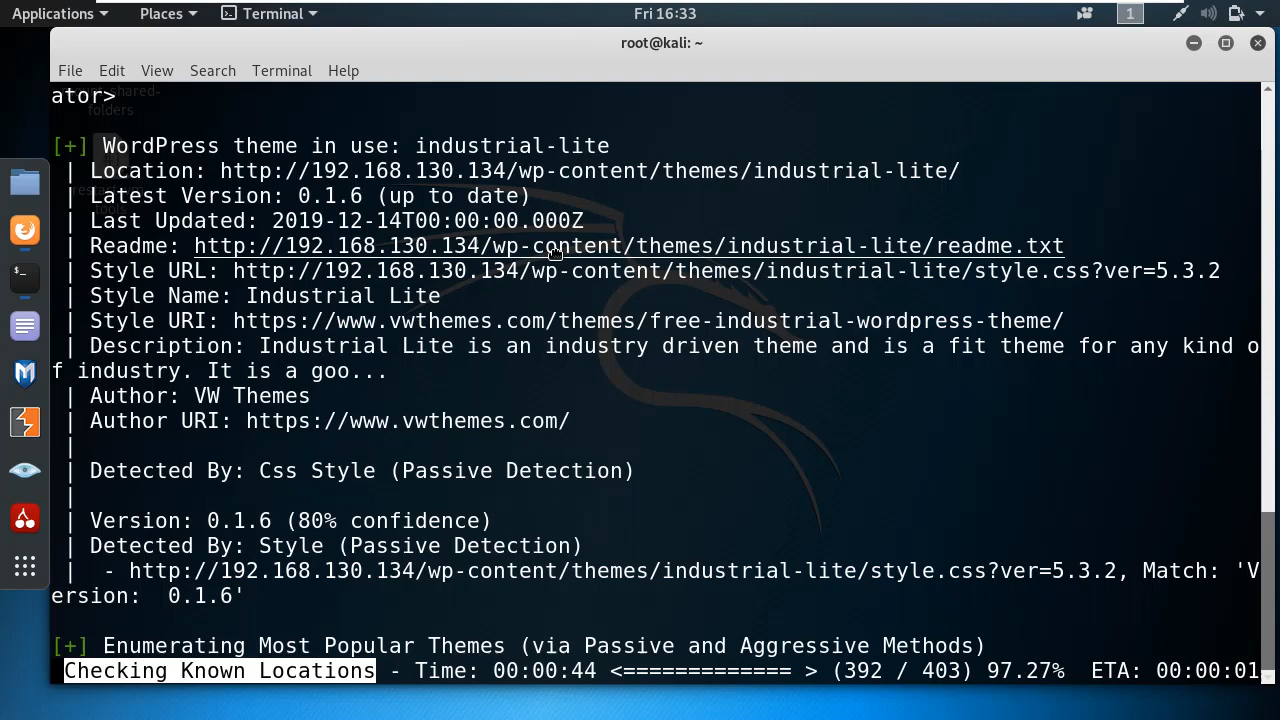 Applications Places Terminal Fri 16:33 1
root@kali: ~
File Edit View Search Terminal Help
ator>
[+] WordPress theme in use: industrial-lite
| Location: http://192.168.130.134/wp-content/themes/industrial-lite/
| Latest Version: 0.1.6 (up to date)
| Last Updated: 2019-12-14T00:00:00.000Z
| Readme: http://192.168.130.134/wp-content/themes/industrial-lite/readme.txt
| Style URL: http://192.168.130.134/wp-content/themes/industrial-lite/style.css?ver=5.3.2
| Style Name: Industrial Lite
| Style URI: https://www.vwthemes.com/themes/free-industrial-wordpress-theme/
| Description: Industrial Lite is an industry driven theme and is a fit theme for any kind o
f industry. It is a goo...
| Author: VW Themes
| Author URI: https://www.vwthemes.com/
|
| Detected By: Css Style (Passive Detection)
|
| Version: 0.1.6 (80% confidence)
| Detected By: Style (Passive Detection)
|  - http://192.168.130.134/wp-content/themes/industrial-lite/style.css?ver=5.3.2, Match: 'V
ersion:  0.1.6'
[+] Enumerating Most Popular Themes (via Passive and Aggressive Methods)
Checking Known Locations - Time: 00:00:44 <============= > (392 / 403) 97.27%  ETA: 00:00:01